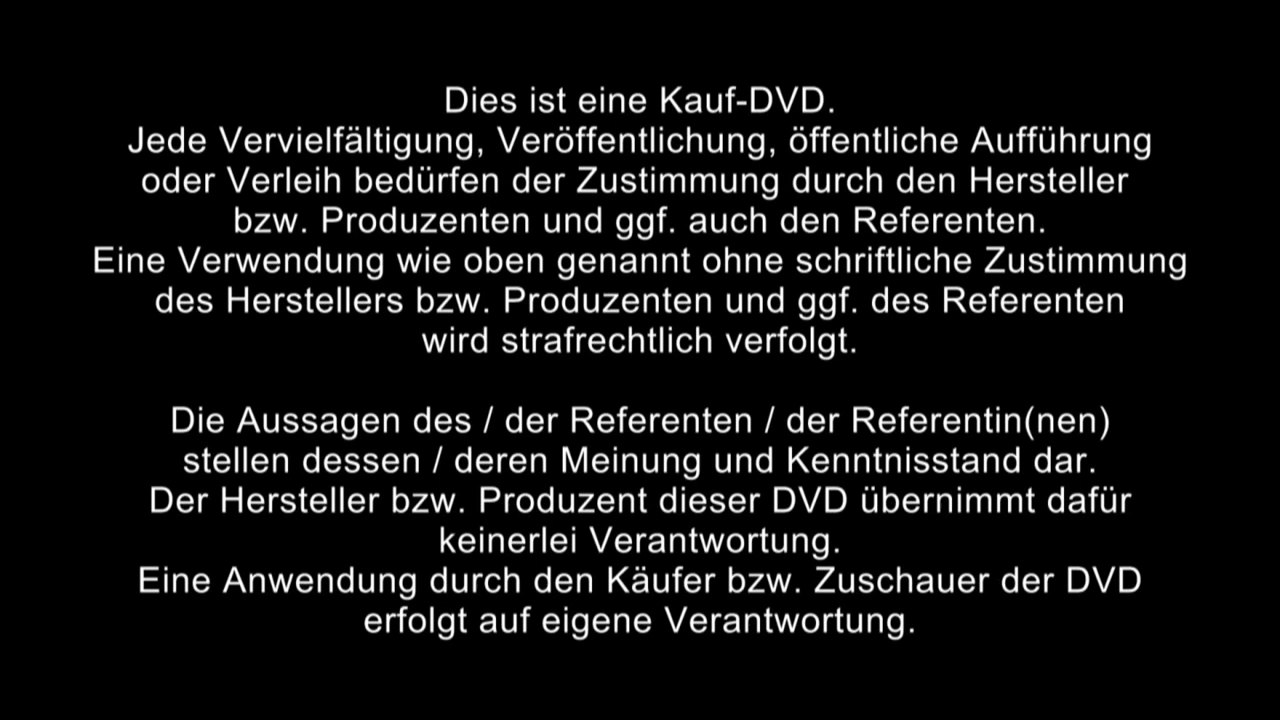 Dies ist eine Kauf-DVD.
Jede Vervielfältigung, Veröffentlichung, öffentliche Aufführung
oder Verleih bedürfen der Zustimmung durch den Hersteller
bzw. Produzenten und ggf. auch den Referenten.
Eine Verwendung wie oben genannt ohne schriftliche Zustimmung
des Herstellers bzw. Produzenten und ggf. des Referenten
wird strafrechtlich verfolgt.
Die Aussagen des / der Referenten / der Referentin(nen)
stellen dessen / deren Meinung und Kenntnisstand dar.
Der Hersteller bzw. Produzent dieser DVD übernimmt dafür
keinerlei Verantwortung.
Eine Anwendung durch den Käufer bzw. Zuschauer der DVD
erfolgt auf eigene Verantwortung.